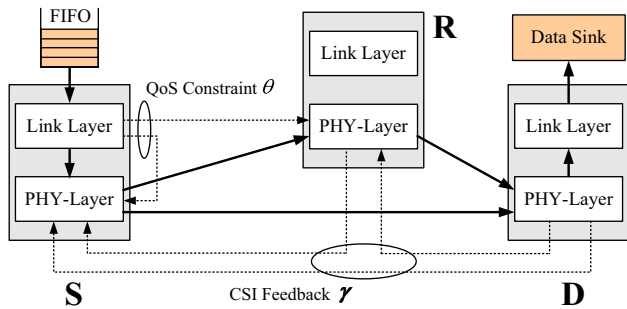 FIFO
R
Data Sink
Link Layer
QoS Constraint θ
Link Layer
PHY-Layer
Link Layer
PHY-Layer
PHY-Layer
S
CSI Feedback γ
D